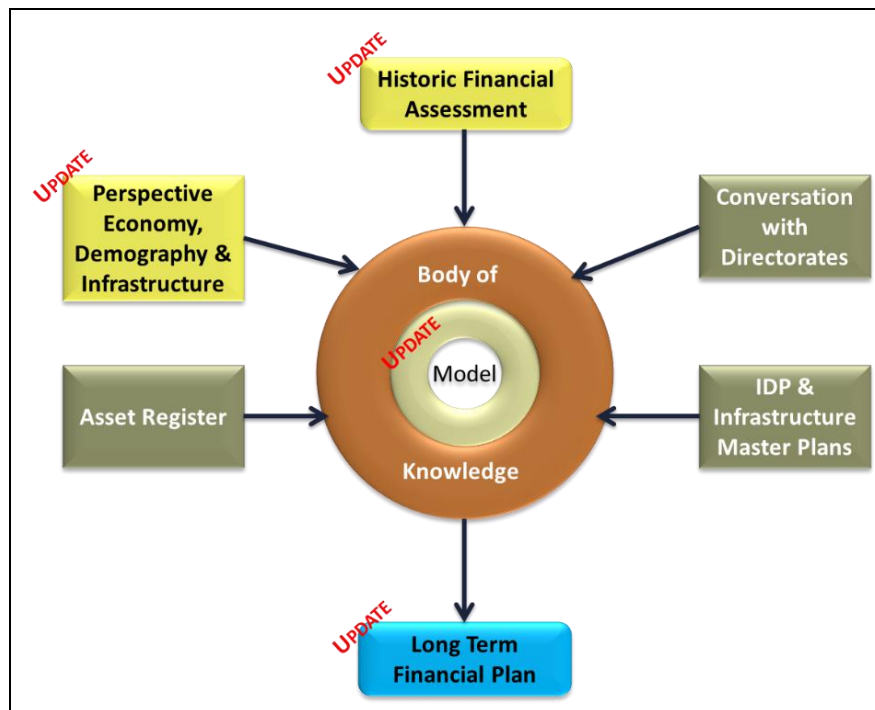 UPDATE
Historic Financial
Assessment
UPDATE
Perspective
Economy,
Demography &
Infrastructure
Conversation
with
Directorates
Body of
UPDATE
Model
Knowledge
Asset Register
IDP &
Infrastructure
Master Plans
UPDATE
Long Term
Financial Plan